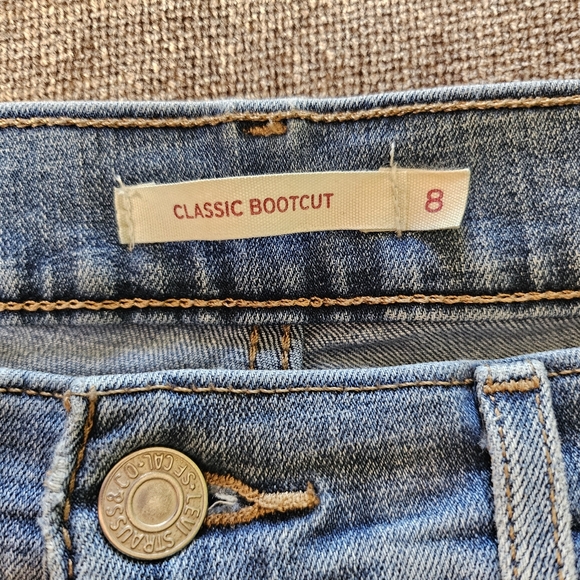 CLASSIC BOOTCUT 8
LEVI STRAUSS & CO. S.F. CAL.